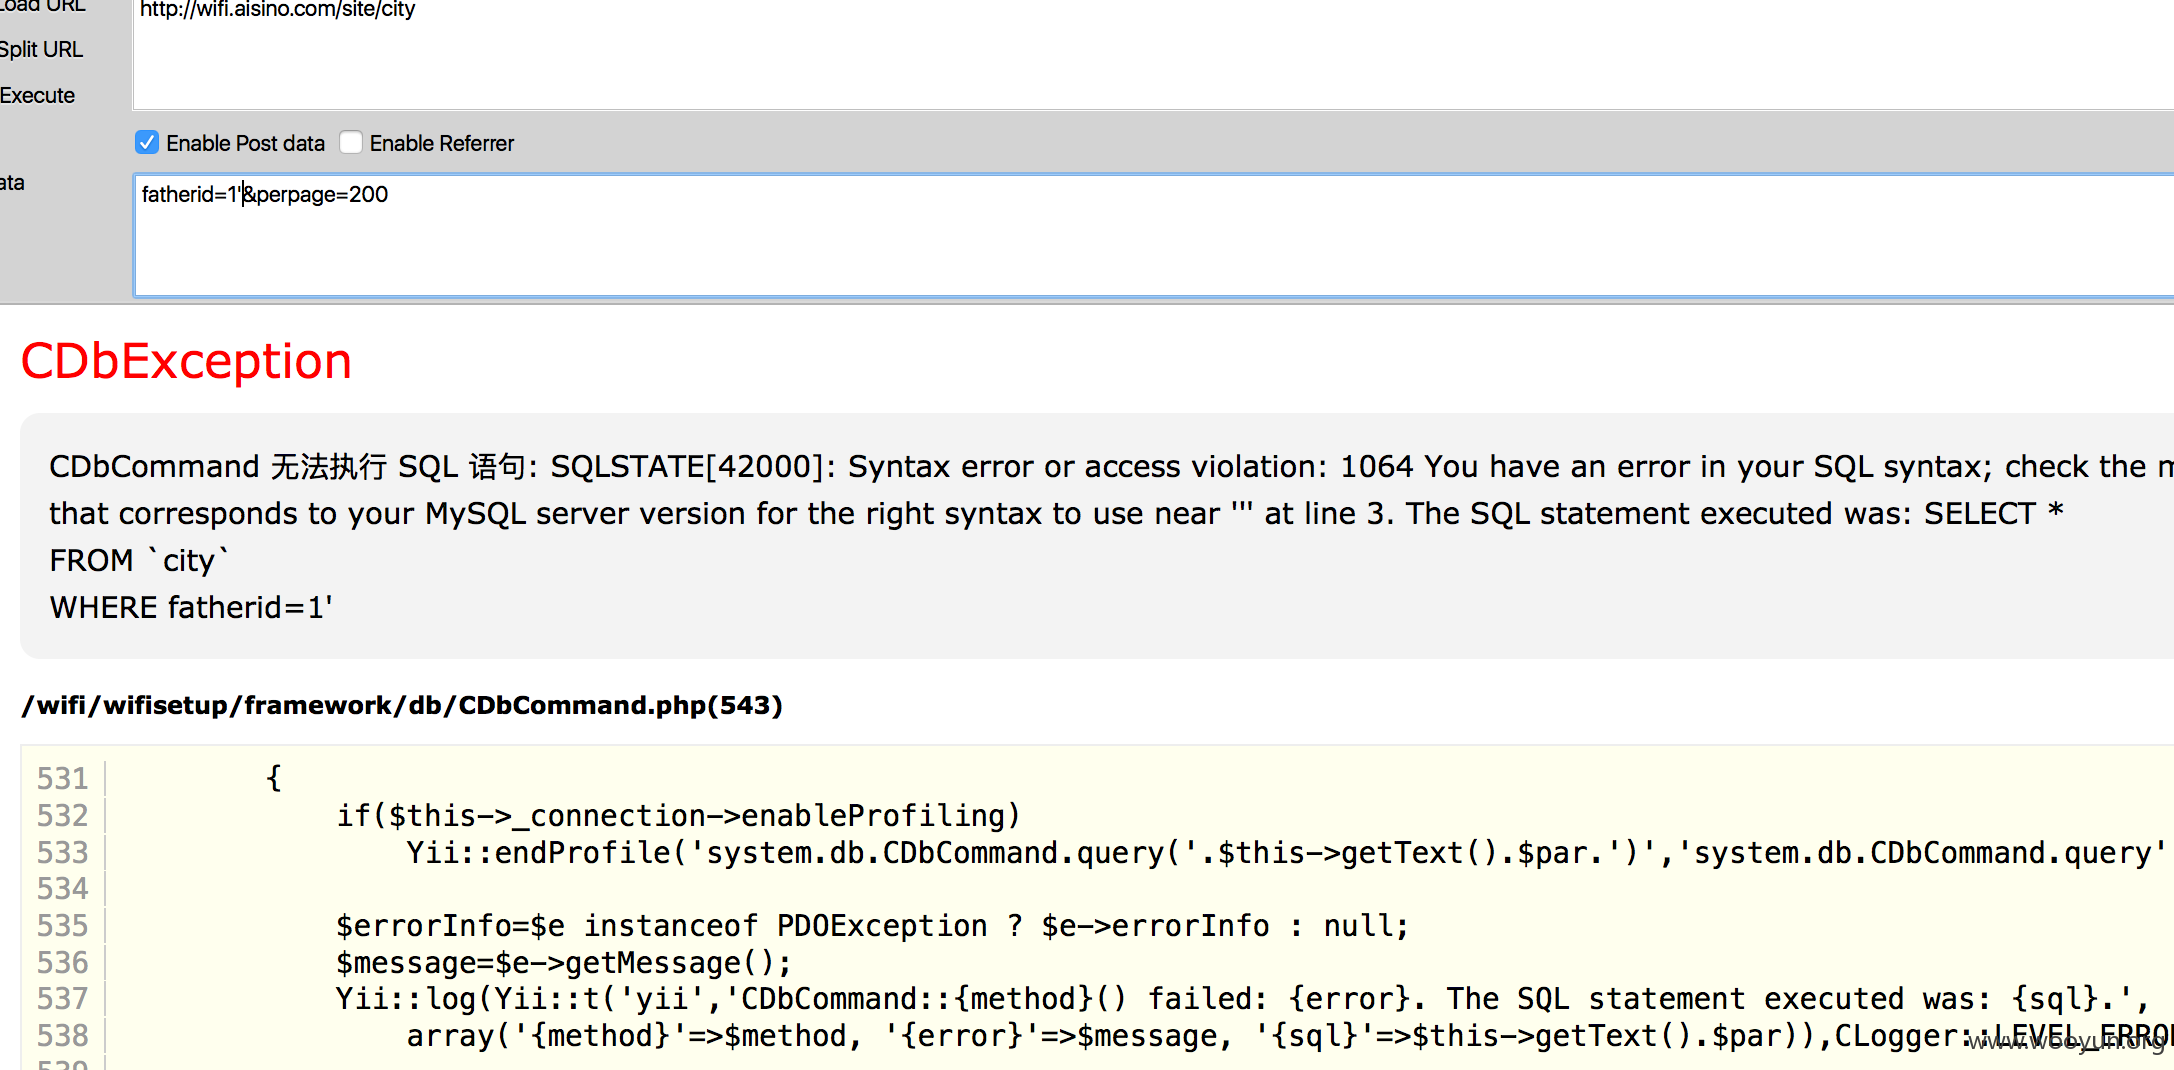 Load URL
http://wifi.aisino.com/site/city
Split URL
Execute
Enable Post data
Enable Referrer
ata
fatherid=1'&perpage=200
CDbException
CDbCommand 无法执行 SQL 语句: SQLSTATE[42000]: Syntax error or access violation: 1064 You have an error in your SQL syntax; check the m
that corresponds to your MySQL server version for the right syntax to use near ''' at line 3. The SQL statement executed was: SELECT *
FROM `city`
WHERE fatherid=1'
/wifi/wifisetup/framework/db/CDbCommand.php(543)
531 {
532 if($this->_connection->enableProfiling)
533 Yii::endProfile('system.db.CDbCommand.query('.$this->getText().$par.')','system.db.CDbCommand.query'
534
535 $errorInfo=$e instanceof PDOException ? $e->errorInfo : null;
536 $message=$e->getMessage();
537 Yii::log(Yii::t('yii','CDbCommand::{method}() failed: {error}. The SQL statement executed was: {sql}.',
538 array('{method}'=>$method, '{error}'=>$message, '{sql}'=>$this->getText().$par)),CLogger::LEVEL_ERRO
539
www.wooyun.org